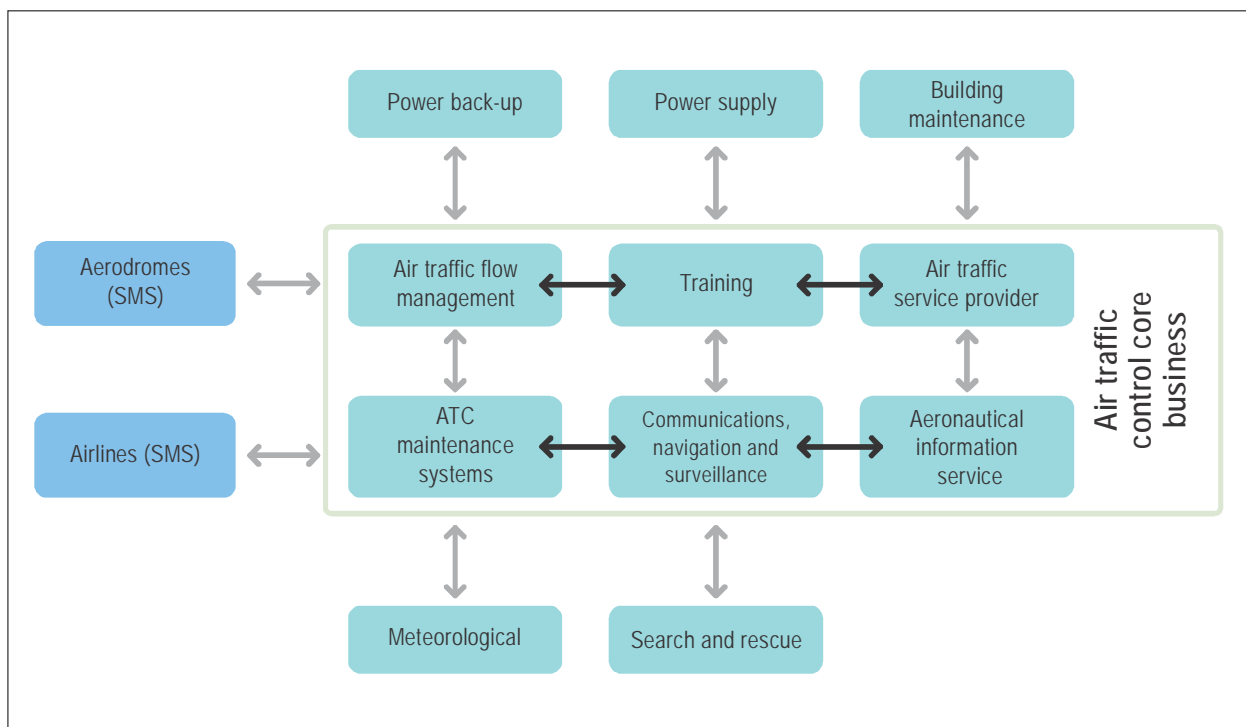 Power back-up
Power supply
Building
maintenance
Aerodromes
(SMS)
Air traffic flow
management
Training
Air traffic
service provider
Airlines (SMS)
ATC
maintenance
systems
Communications,
navigation and
surveillance
Aeronautical
information
service
Air traffic
control core
business
Meteorological
Search and rescue